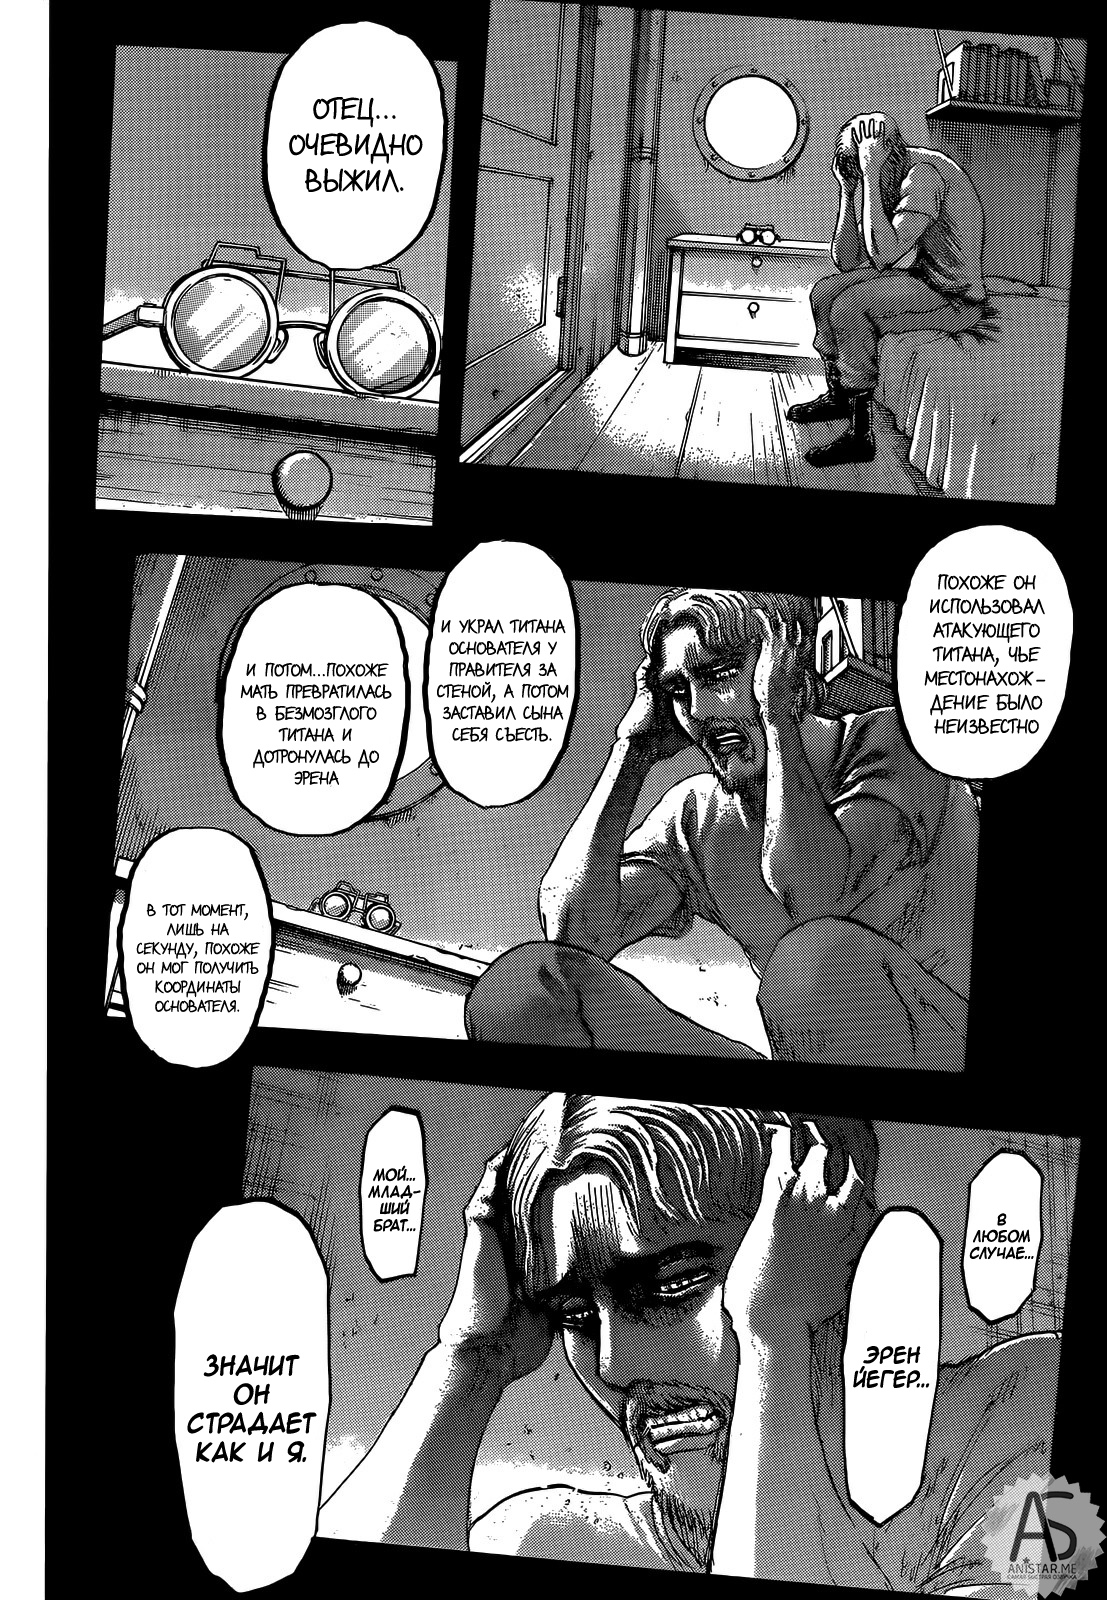 ОТЕЦ...
ОЧЕВИДНО
ВЫЖИЛ.
ПОХОЖЕ ОН
ИСПОЛЬЗОВАЛ
АТАКУЮЩЕГО
ТИТАНА, ЧЬЕ
МЕСТОНАХОЖ-
ДЕНИЕ БЫЛО
НЕИЗВЕСТНО
И УКРАЛ ТИТАНА
ОСНОВАТЕЛЯ У
ПРАВИТЕЛЯ ЗА
СТЕНОЙ, А ПОТОМ
ЗАСТАВИЛ СЫНА
СЕБЯ СЪЕСТЬ.
И ПОТОМ...ПОХОЖЕ
МАТЬ ПРЕВРАТИЛАСЬ
В БЕЗМОЗГЛОГО
ТИТАНА И
ДОТРОНУЛАСЬ ДО
ЭРЕНА
В ТОТ МОМЕНТ,
ЛИШЬ НА
СЕКУНДУ, ПОХОЖЕ
ОН МОГ ПОЛУЧИТЬ
КООРДИНАТЫ
ОСНОВАТЕЛЯ.
В
ЛЮБОМ
СЛУЧАЕ...
ЭРЕН
ЙЕГЕР...
МОЙ...
МЛАД-
ШИЙ
БРАТ...
ЗНАЧИТ
ОН
СТРАДАЕТ
КАК И Я.
AS
ANISTAR.ME
САМАЯ БЫСТРАЯ ОЗВУЧКА